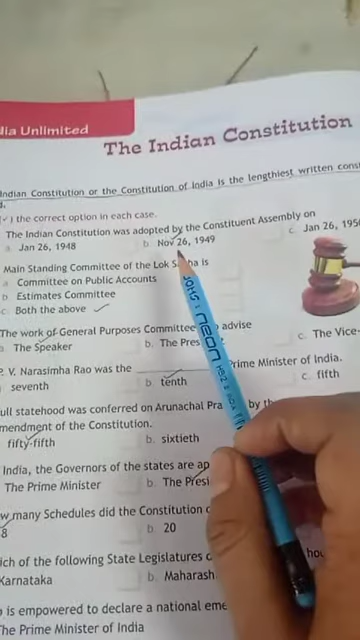 dia Unlimited
The Indian Constitution
Indian Constitution or the Constitution of India is the lengthiest written
(✓) the correct option in each case.
The Indian Constitution was adopted by the Constituent Assembly on
a Jan 26, 1948 b. Nov 26, 1949 c. Jan 26, 195
Main Standing Committee of the Lok Sabha is
a Committee on Public Accounts
b Estimates Committee
c Both the above
The work of General Purposes Committee advise
The Speaker b. The Pres c. The Vice-
P. V. Narasimha Rao was the ________ Prime Minister of India.
seventh b tenth c. fifth
ull statehood was conferred on Arunachal Pra by th
mendment of the Constitution.
fifty-fifth b. sixtieth
India, the Governors of the states are ap
The Prime Minister b. The Presi
w many Schedules did the Constitution
8 b. 20
ich of the following State Legislatures hou
Karnataka b. Maharash
is empowered to declare a national eme
The Prime Minister of India
neon